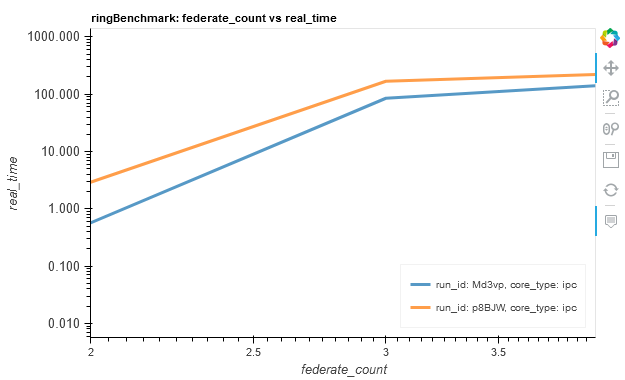 ringBenchmark: federate_count vs real_time
1000.000
100.000
10.000
1.000
0.100
0.010
real_time
2
2.5
3
3.5
federate_count
run_id: Md3vp, core_type: ipc
run_id: p8BJW, core_type: ipc